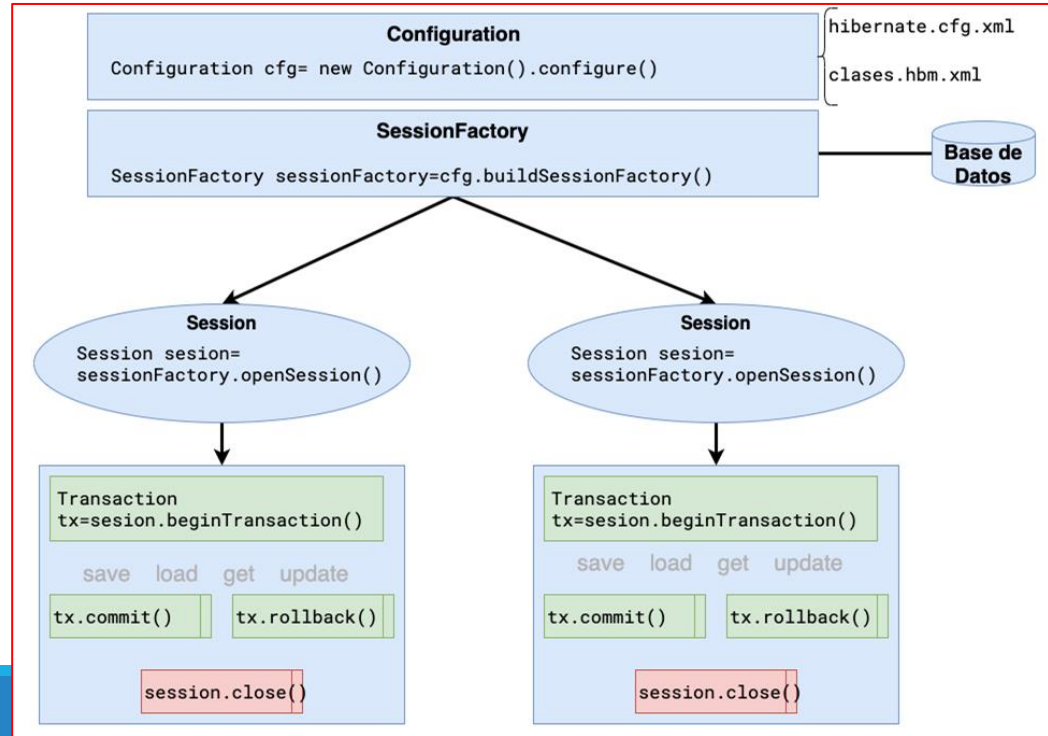 Configuration
Configuration cfg= new Configuration().configure()
hibernate.cfg.xml
clases.hbm.xml
SessionFactory
SessionFactory sessionFactory=cfg.buildSessionFactory()
Base de
Datos
Session
Session sesion=
sessionFactory.openSession()
Transaction
tx=sesion.beginTransaction()
save load get update
tx.commit() tx.rollback()
session.close()
Session
Session sesion=
sessionFactory.openSession()
Transaction
tx=sesion.beginTransaction()
save load get update
tx.commit() tx.rollback()
session.close()